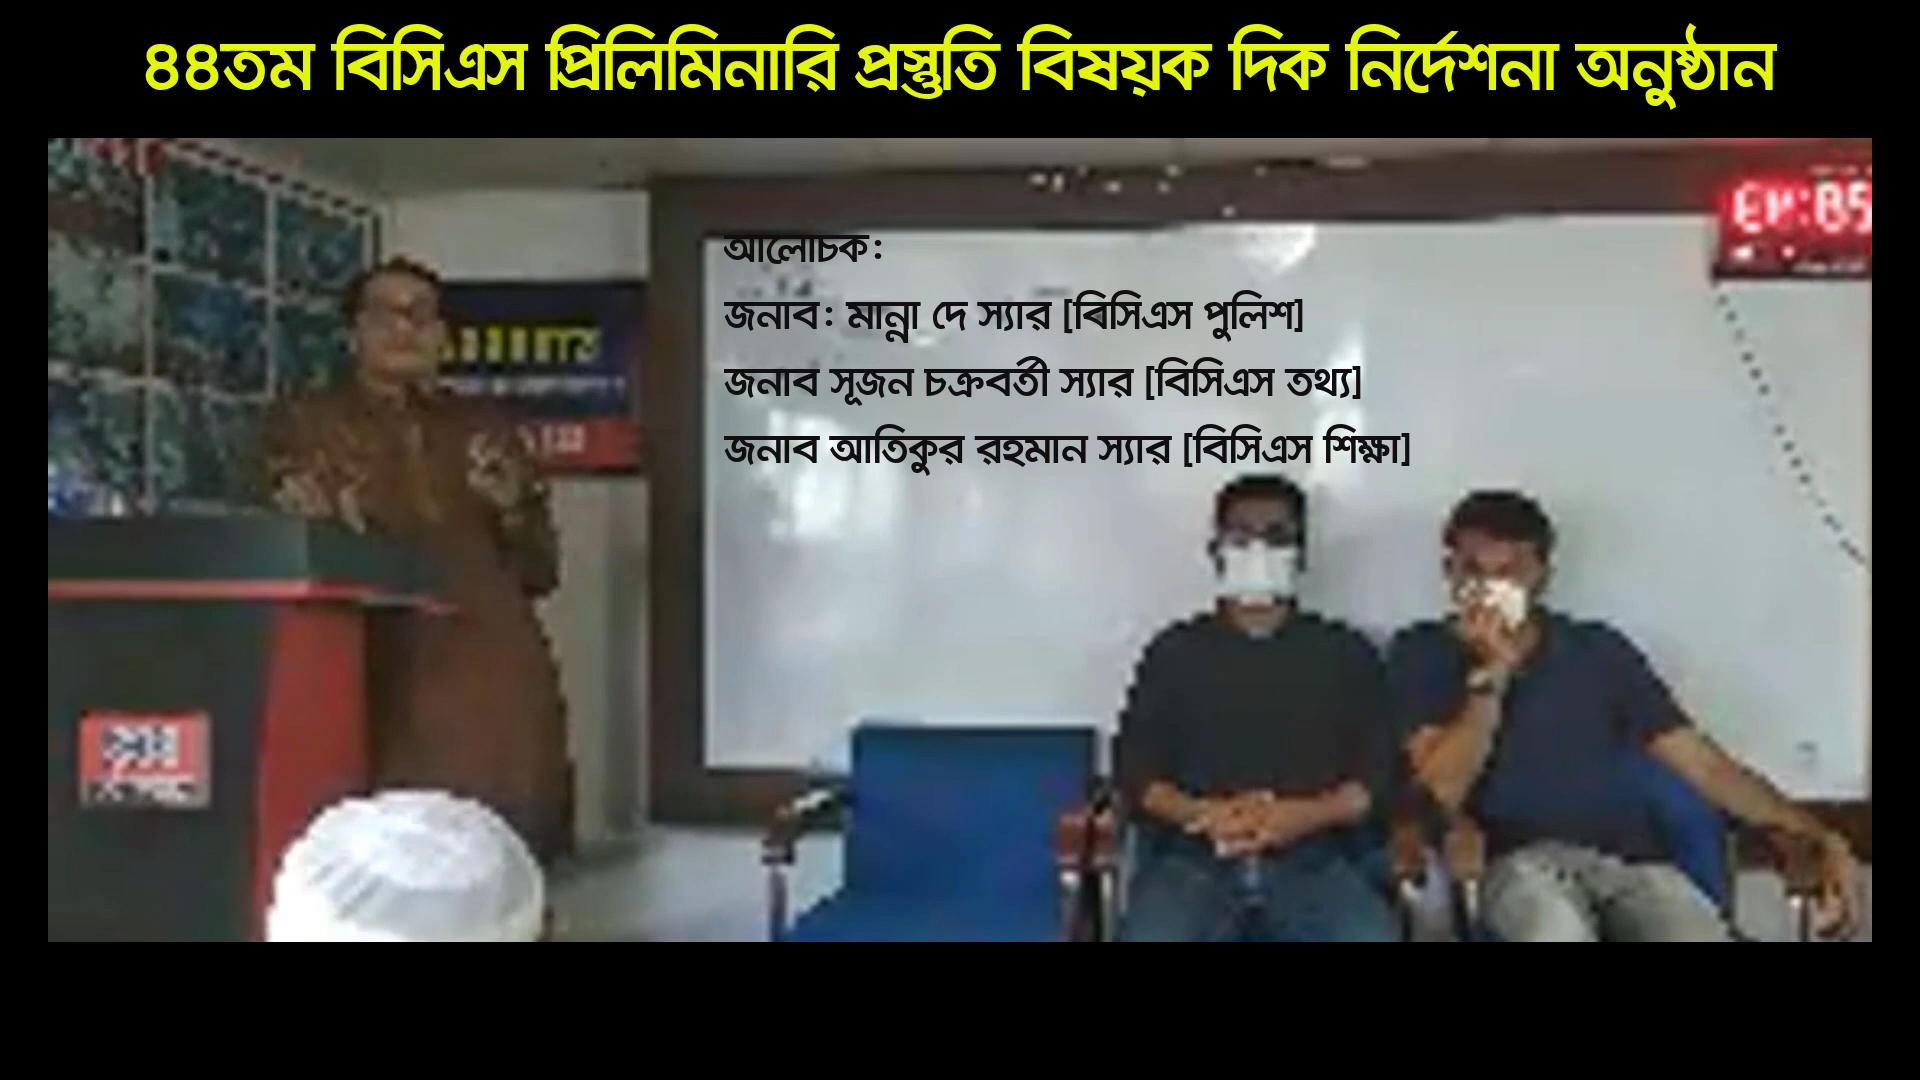 ৪৪তম বিসিএস প্রিলিমিনারি প্রস্তুতি বিষয়ক দিক নির্দেশনা অনুষ্ঠান
আলোচক:
জনাব: মান্না দে স্যার [বিসিএস পুলিশ]
জনাব সূজন চক্রবর্তী স্যার [বিসিএস তথ্য]
জনাব আতিকুর রহমান স্যার [বিসিএস শিক্ষা]